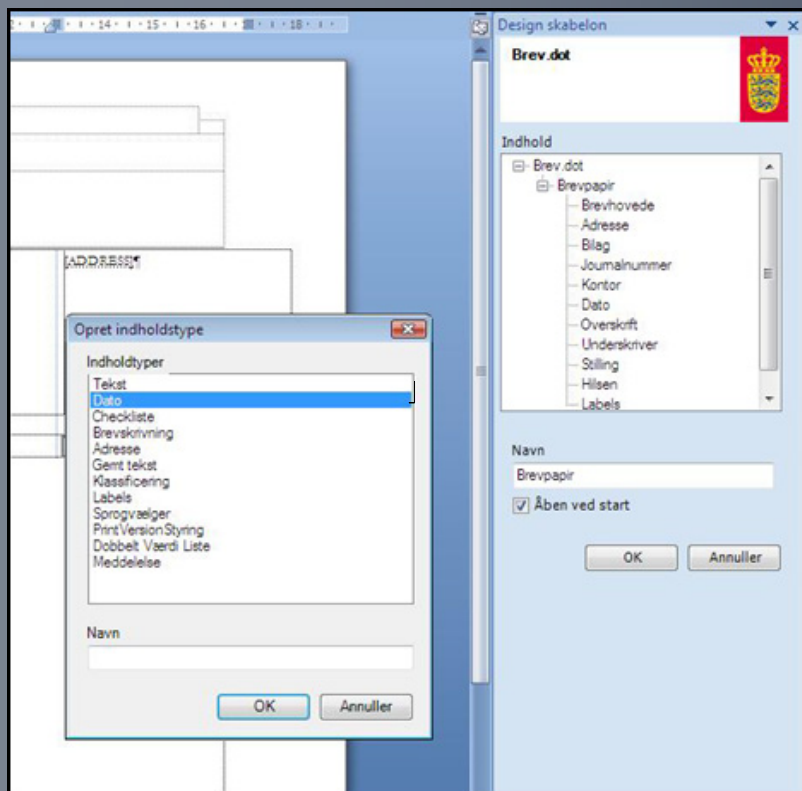 14 · 15 · 16 · 18
[ADDRESS]¶
Opret indholdstype
Indholdtyper
Tekst
Dato
Checkliste
Brevskrivning
Adresse
Gemt tekst
Klassificering
Labels
Sprogvælger
PrintVersionStyring
Dobbelt Værdi Liste
Meddelelse
Navn
OK
Annuller
Design skabelon
Brev.dot
Indhold
Brev.dot
Brevpapir
Brevhovede
Adresse
Bilag
Journalnummer
Kontor
Dato
Overskrift
Underskriver
Stilling
Hilsen
Labels
Navn
Brevpapir
Åben ved start
OK
Annuller